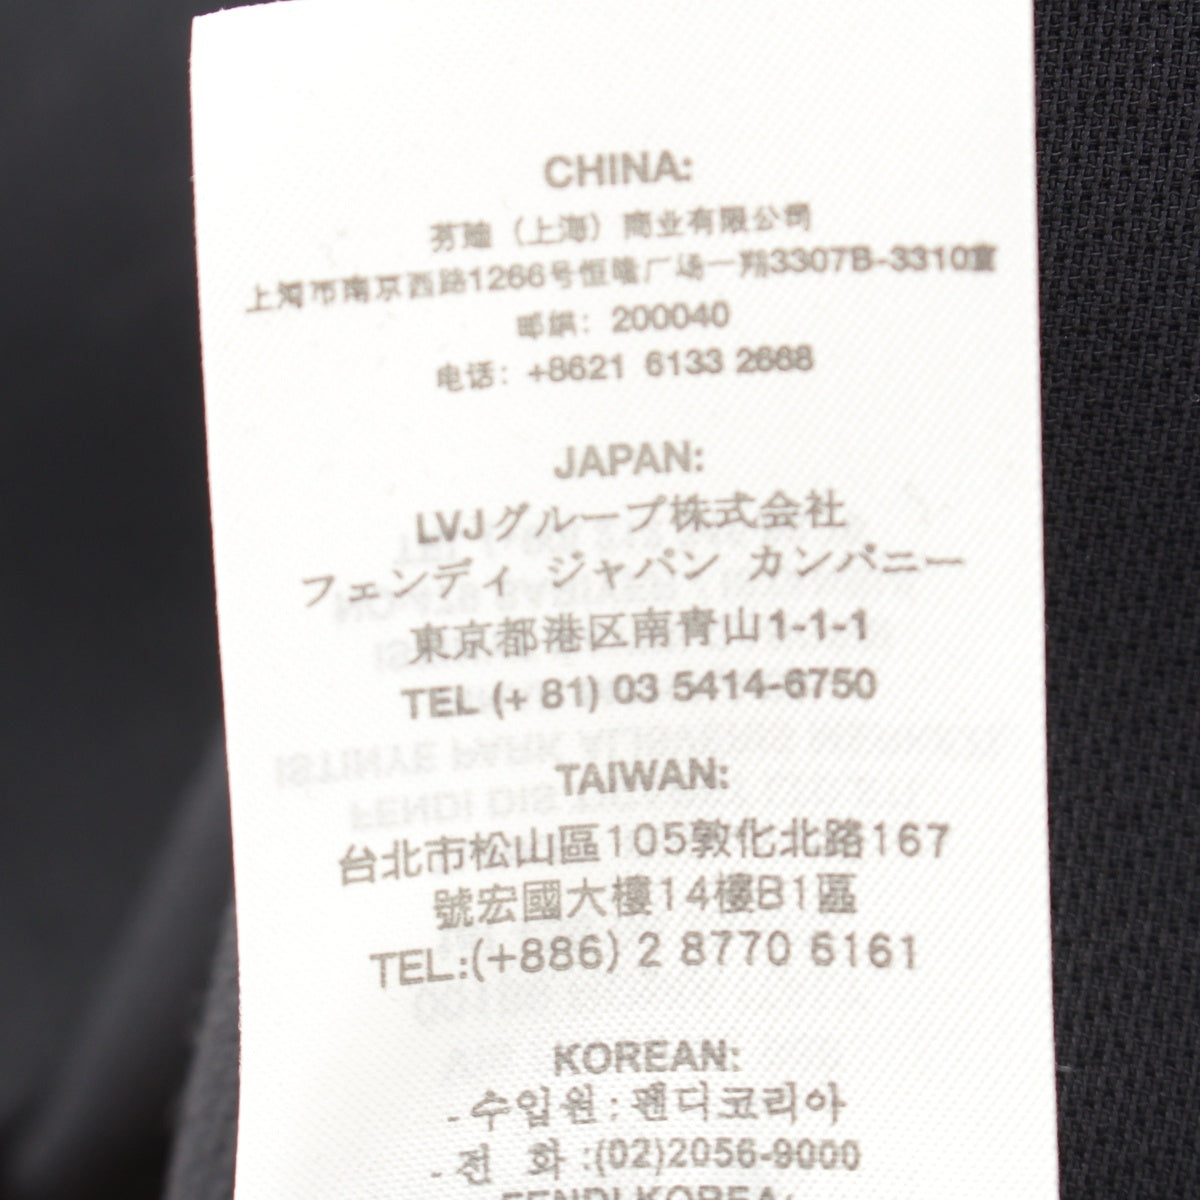 CHINA:
芬迪（上海）商业有限公司
上海市南京西路1266号恒隆广场一期3307B-3310室
邮编：200040
电话：+8621 6133 2688
JAPAN:
LVJグループ株式会社
フェンディ ジャパン カンパニー
東京都港区南青山1-1-1
TEL (+ 81) 03 5414-6750
TAIWAN:
台北市松山區105敦化北路167
號宏國大樓14樓B1區
TEL:(+886) 2 8770 6161
KOREAN:
-수입원:펜디코리아
-전 화:(02)2056-9000
FENDI KOREA: